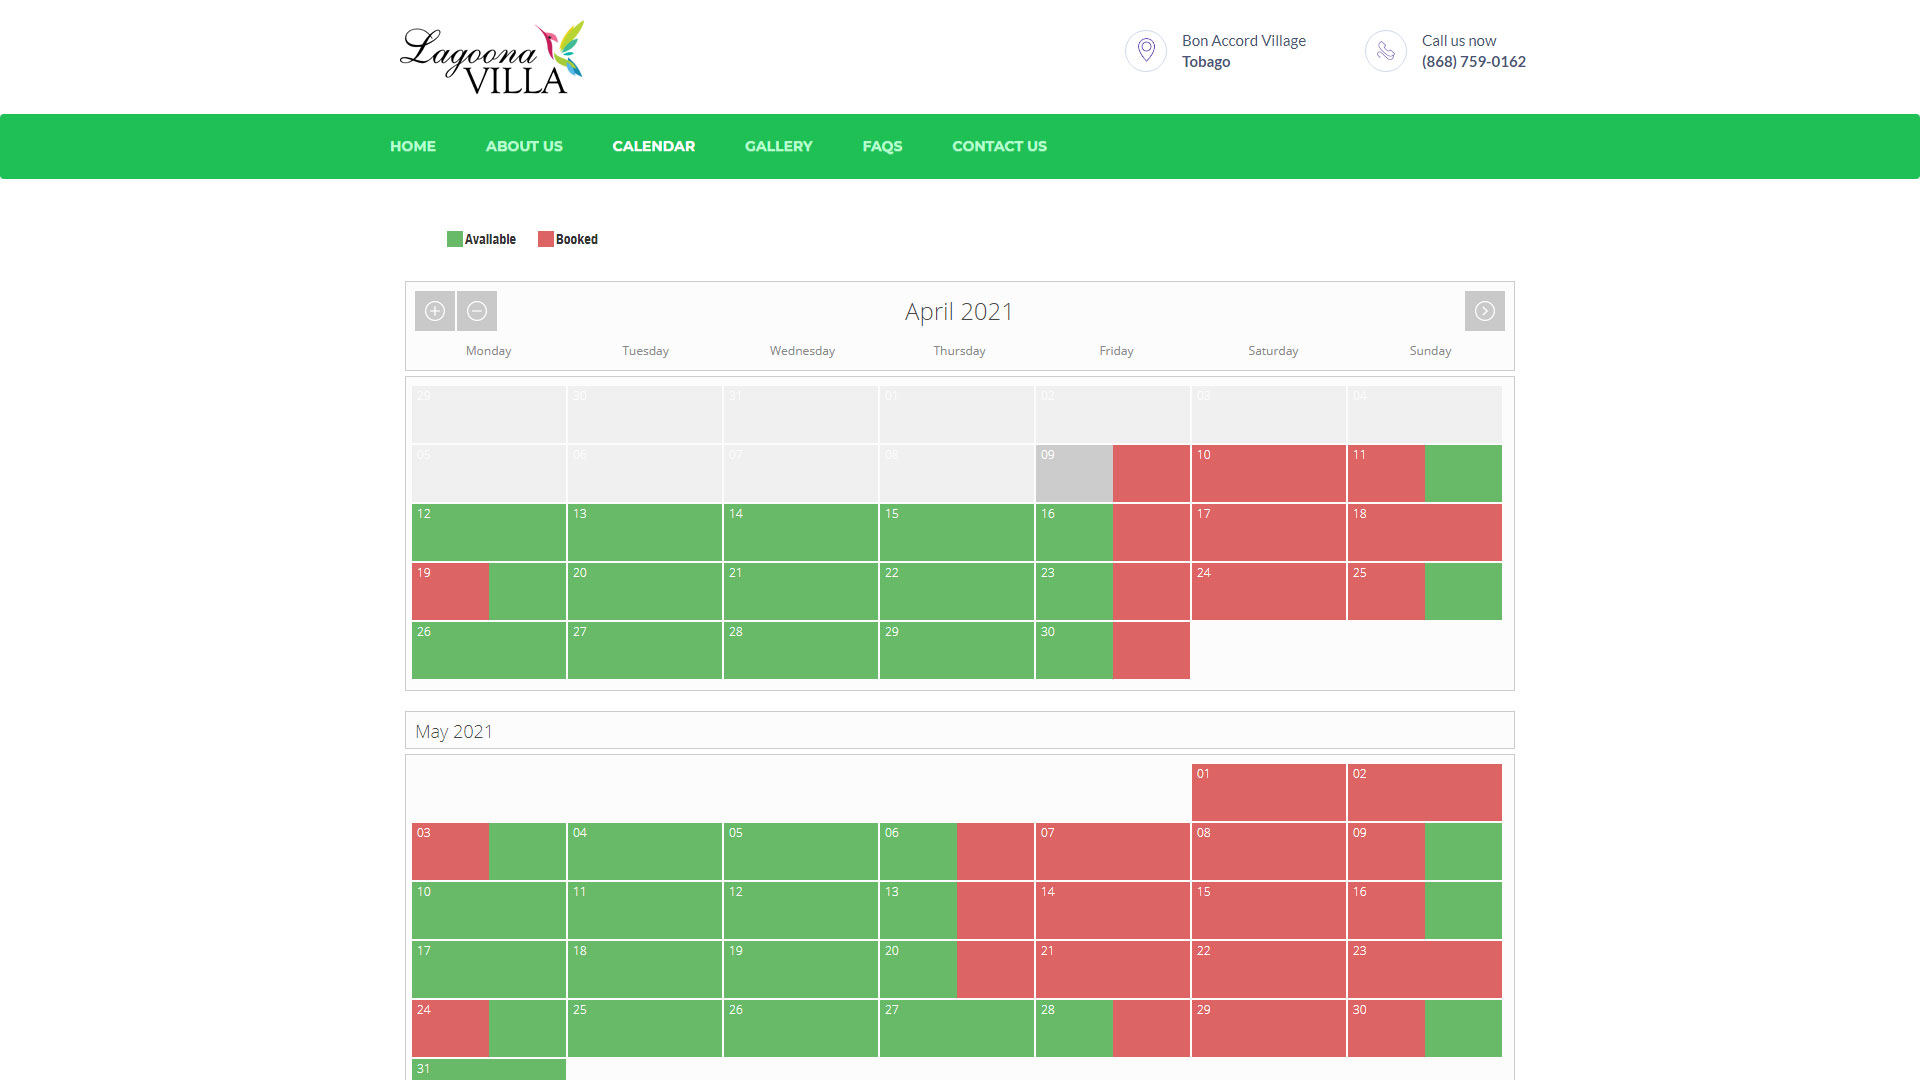 Lagoona
VILLA
Bon Accord Village
Tobago
Call us now
(868) 759-0162
HOME ABOUT US CALENDAR GALLERY FAQS CONTACT US
Available Booked
April 2021
Monday Tuesday Wednesday Thursday Friday Saturday Sunday
29 30 31 01 02 03 04
05 06 07 08 09 10 11
12 13 14 15 16 17 18
19 20 21 22 23 24 25
26 27 28 29 30
May 2021
01 02
03 04 05 06 07 08 09
10 11 12 13 14 15 16
17 18 19 20 21 22 23
24 25 26 27 28 29 30
31